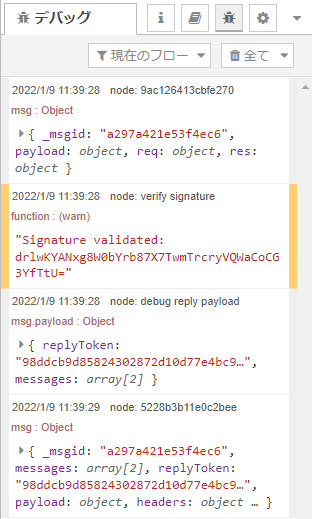 デバッグ
現在のフロー
全て
2022/1/9 11:39:28 node: 9ac126413cbfe270
msg : Object
{ _msgid: "a297a421e53f4ec6",
payload: object, req: object, res:
object }
2022/1/9 11:39:28 node: verify signature
function : (warn)
"Signature validated:
drlwKYANxg8W0bYrb87X7TwmTrcryVQWaCoCG
3YfTtU="
2022/1/9 11:39:28 node: debug reply payload
msg.payload : Object
{ replyToken:
"98ddcb9d85824302872d10d77e4bc9…",
messages: array[2] }
2022/1/9 11:39:29 node: 5228b3b11e0c2bee
msg : Object
{ _msgid: "a297a421e53f4ec6",
messages: array[2], replyToken:
"98ddcb9d85824302872d10d77e4bc9…",
payload: object, headers: object … }